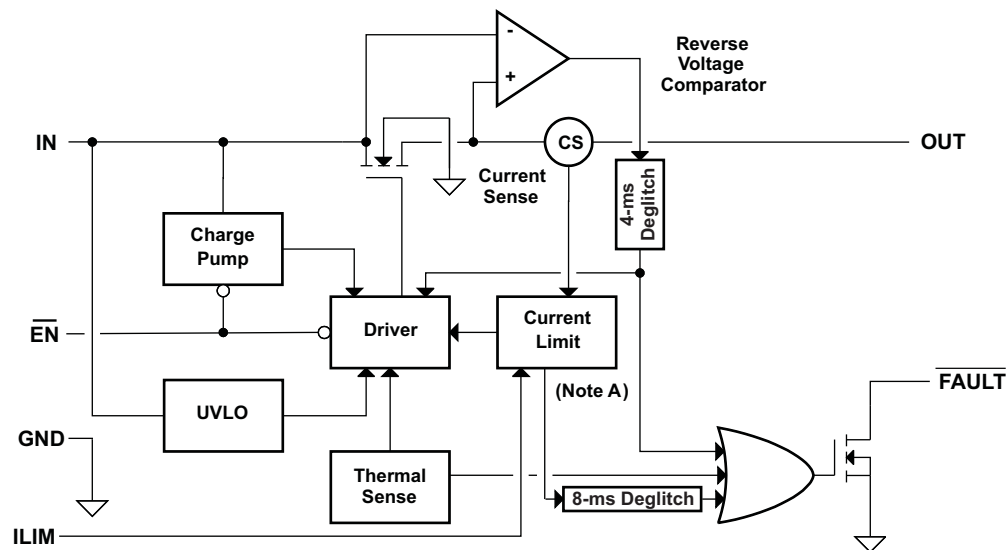 -
+
Reverse
Voltage
Comparator
IN
CS
OUT
Current
Sense
4-ms
Deglitch
Charge
Pump
EN
Driver
Current
Limit
(Note A)
FAULT
UVLO
GND
Thermal
Sense
8-ms Deglitch
ILIM